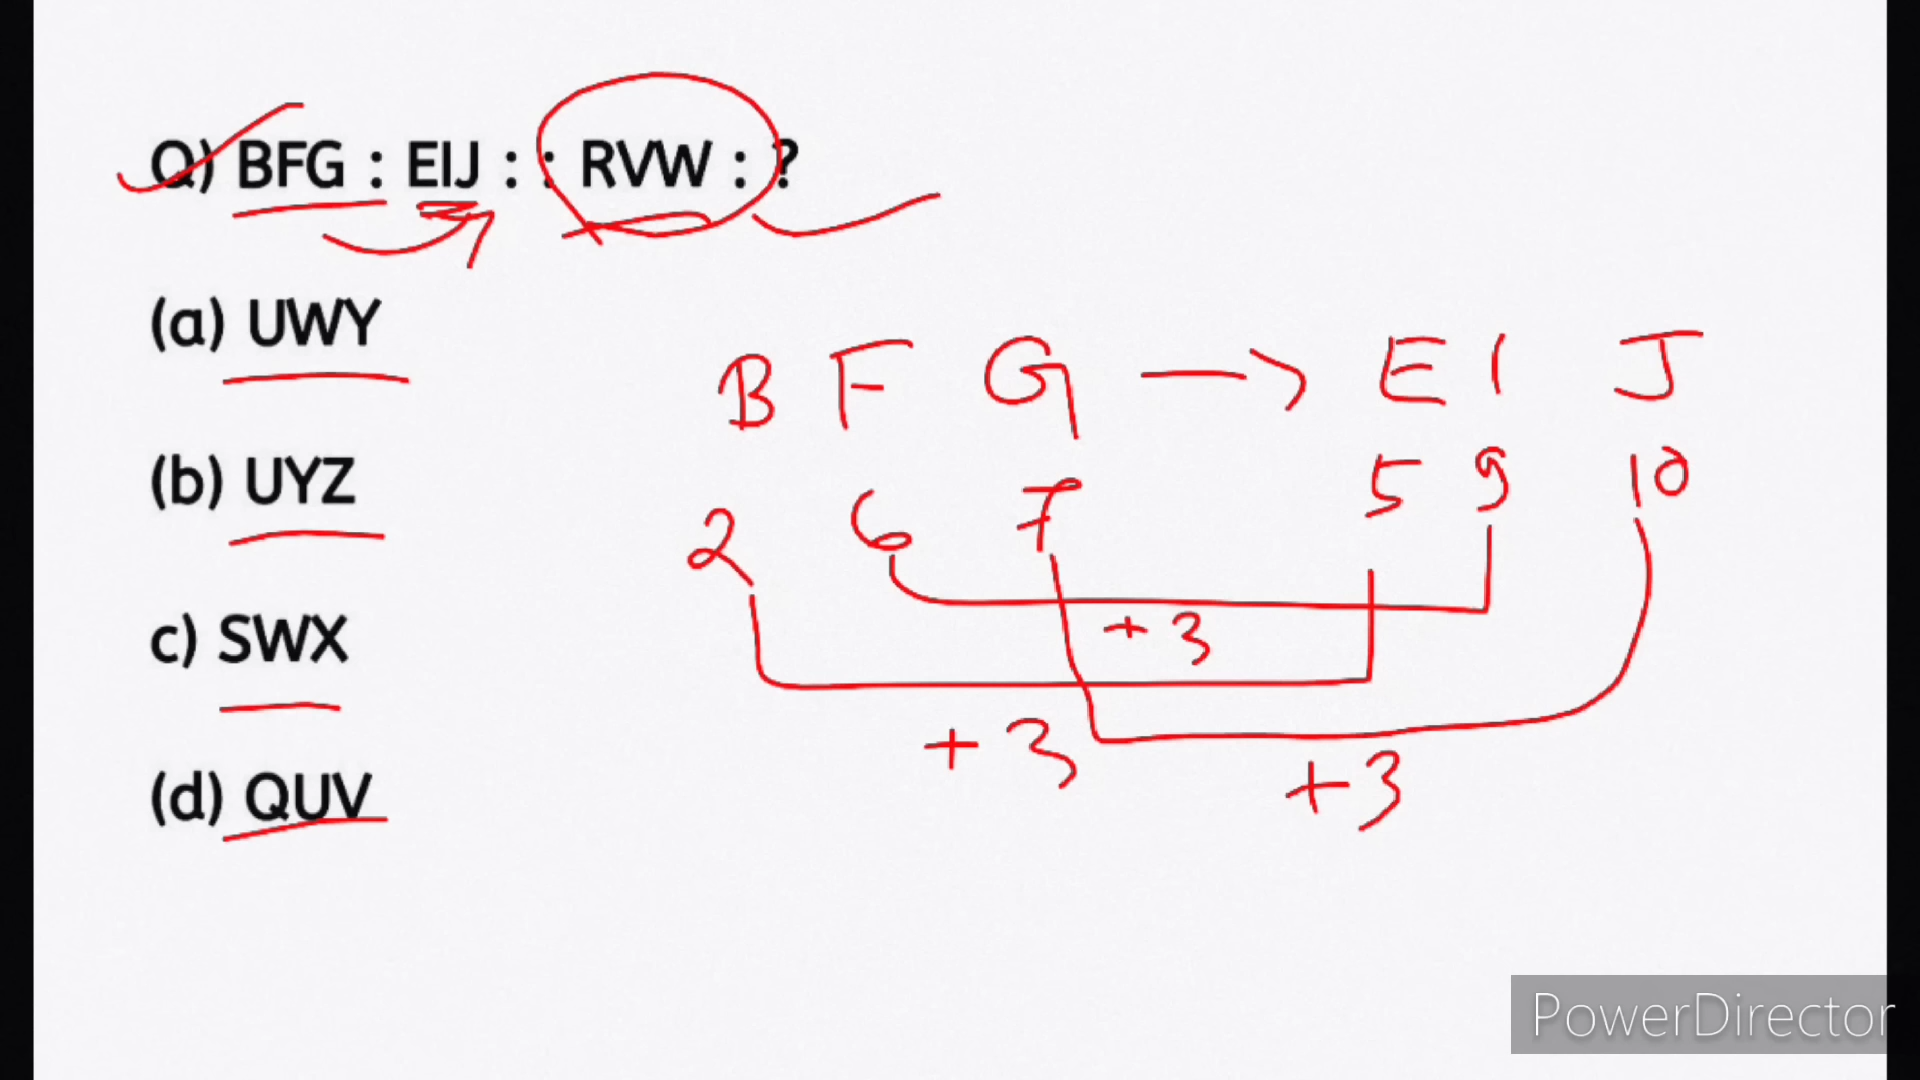 Q) BFG : EIJ : : RVW : ?
(a) UWY
(b) UYZ
c) SWX
(d) QUV
B F G → E I J
2 6 7 5 9 10
+3
+3
+3
PowerDirector